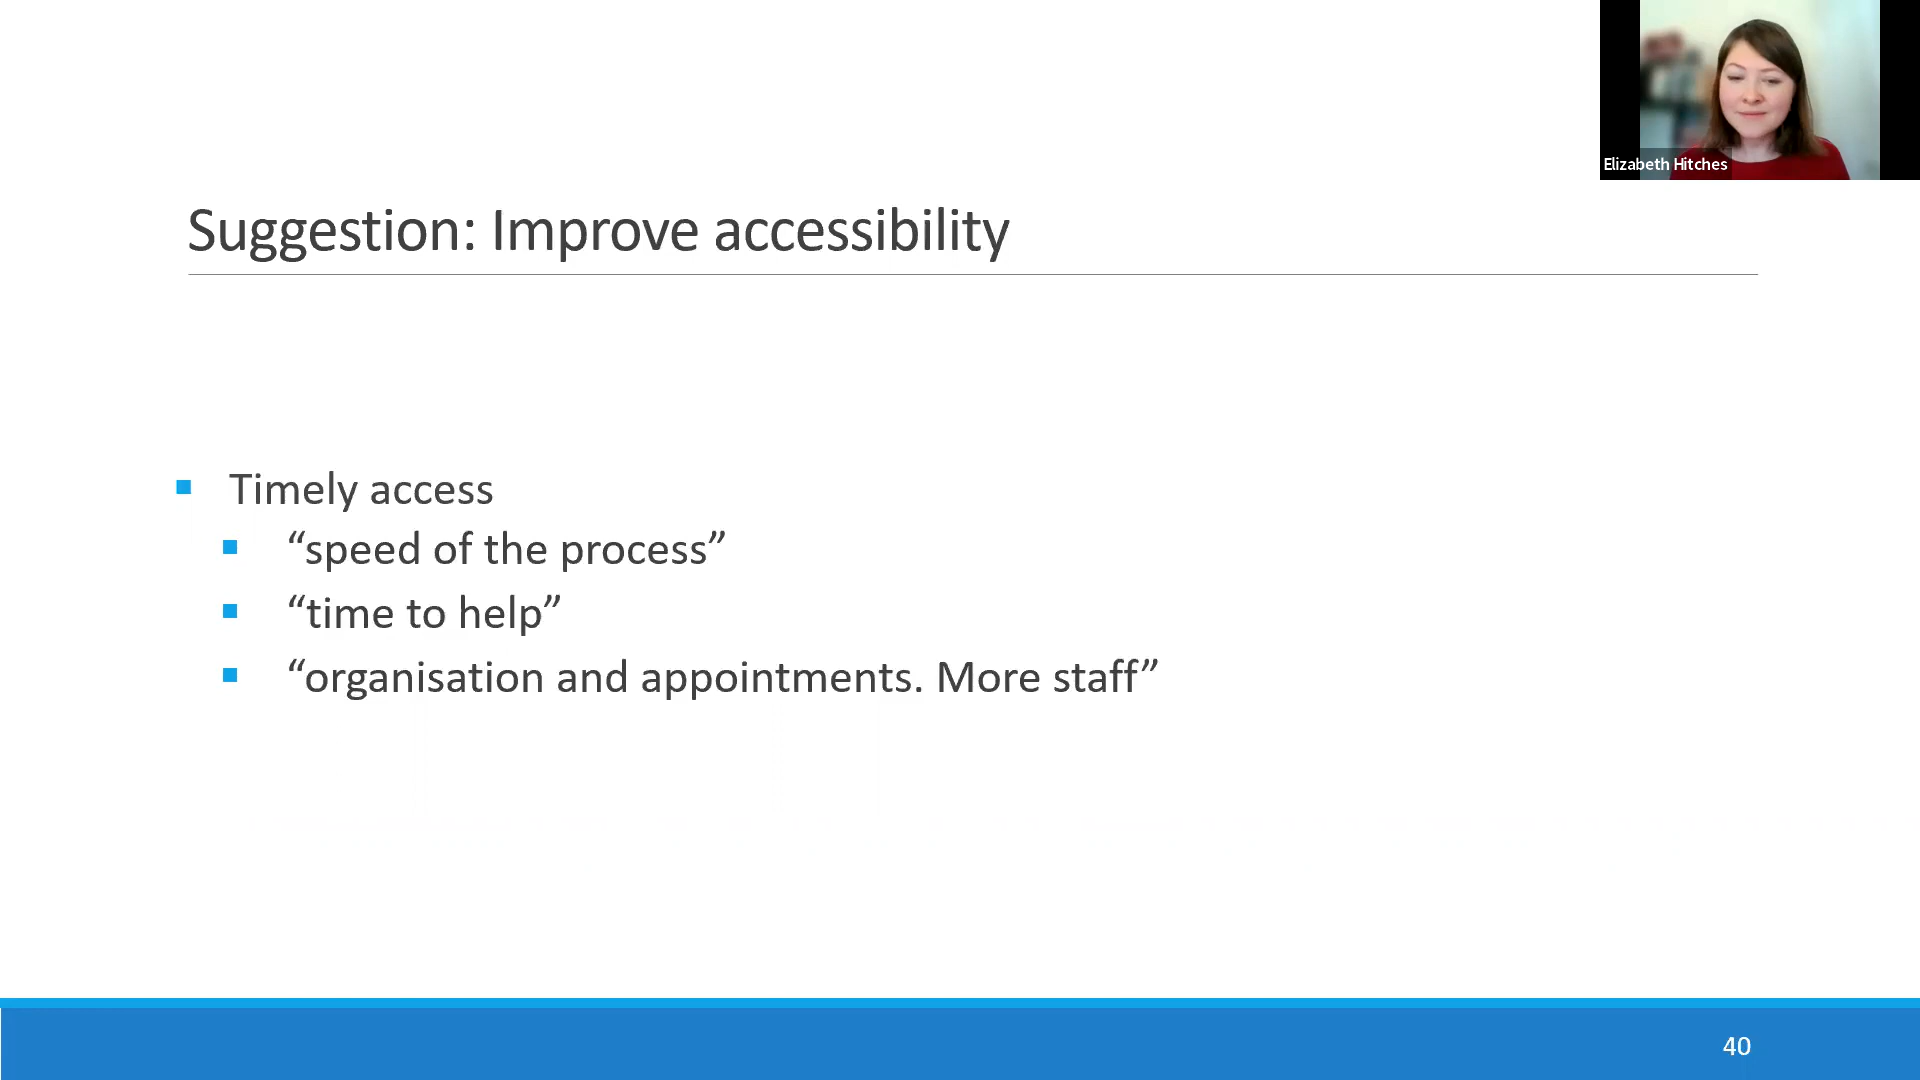 Elizabeth Hitches
Suggestion: Improve accessibility
Timely access
“speed of the process”
“time to help”
“organisation and appointments. More staff”
40